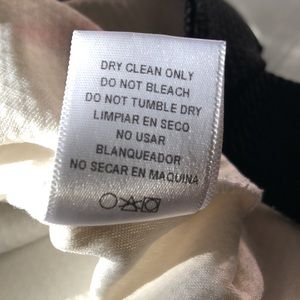 DRY CLEAN ONLY
DO NOT BLEACH
DO NOT TUMBLE DRY
LIMPIAR EN SECO
NO USAR
BLANQUEADOR
NO SECAR EN MAQUINA